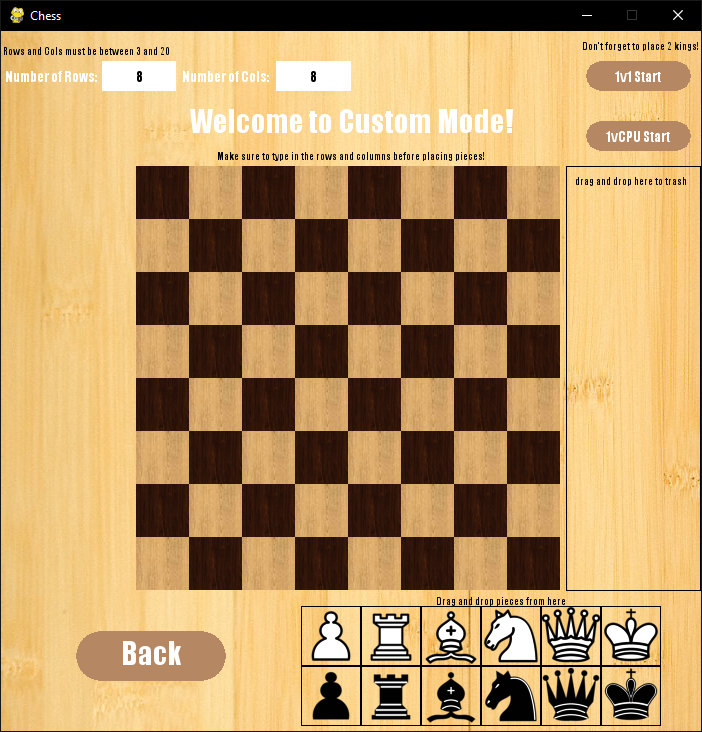 Chess
Rows and Cols must be between 3 and 20
Don't forget to place 2 kings!
Number of Rows: 8 Number of Cols: 8
1v1 Start
Welcome to Custom Mode!
1vCPU Start
Make sure to type in the rows and columns before placing pieces!
drag and drop here to trash
Drag and drop pieces from here
Back